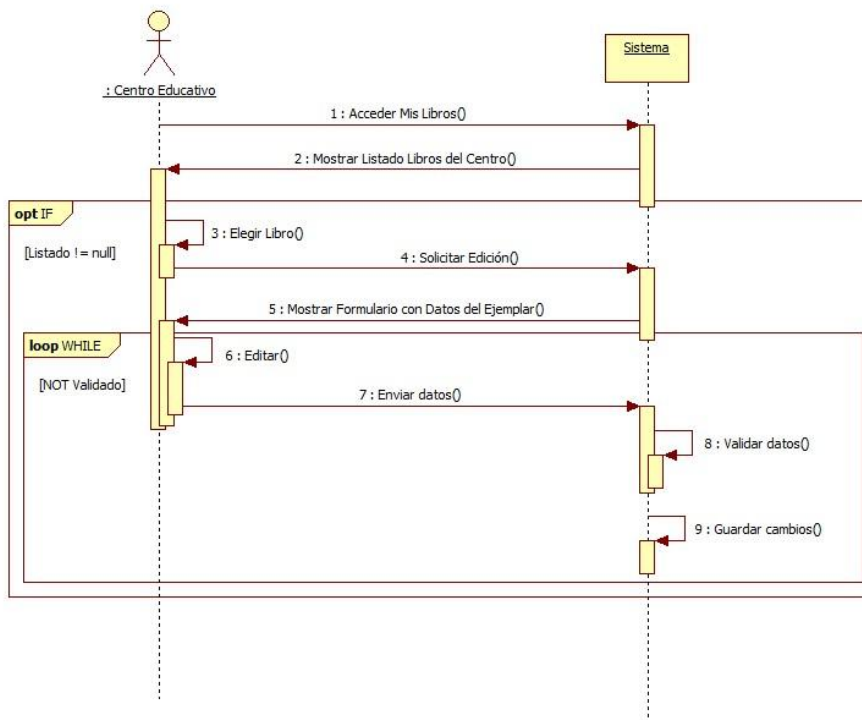 Sistema
: Centro Educativo
1 : Acceder Mis Libros()
2 : Mostrar Listado Libros del Centro()
opt IF
3 : Elegir Libro()
[Listado != null]
4 : Solicitar Edición()
5 : Mostrar Formulario con Datos del Ejemplar()
loop WHILE
6 : Editar()
[NOT Validado]
7 : Enviar datos()
8 : Validar datos()
9 : Guardar cambios()